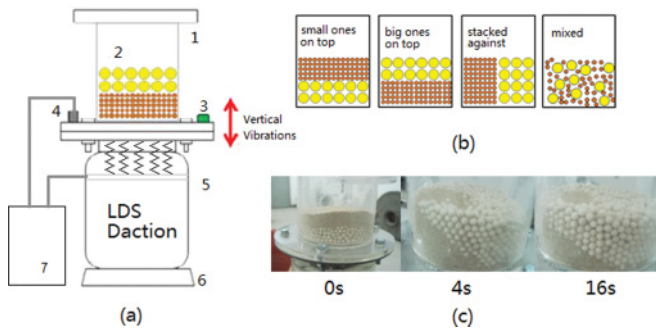 1
2
3
4
Vertical
Vibrations
5
LDS
Daction
6
7
(a)
small ones
on top
big ones
on top
stacked
against
mixed
(b)
0s
4s
16s
(c)